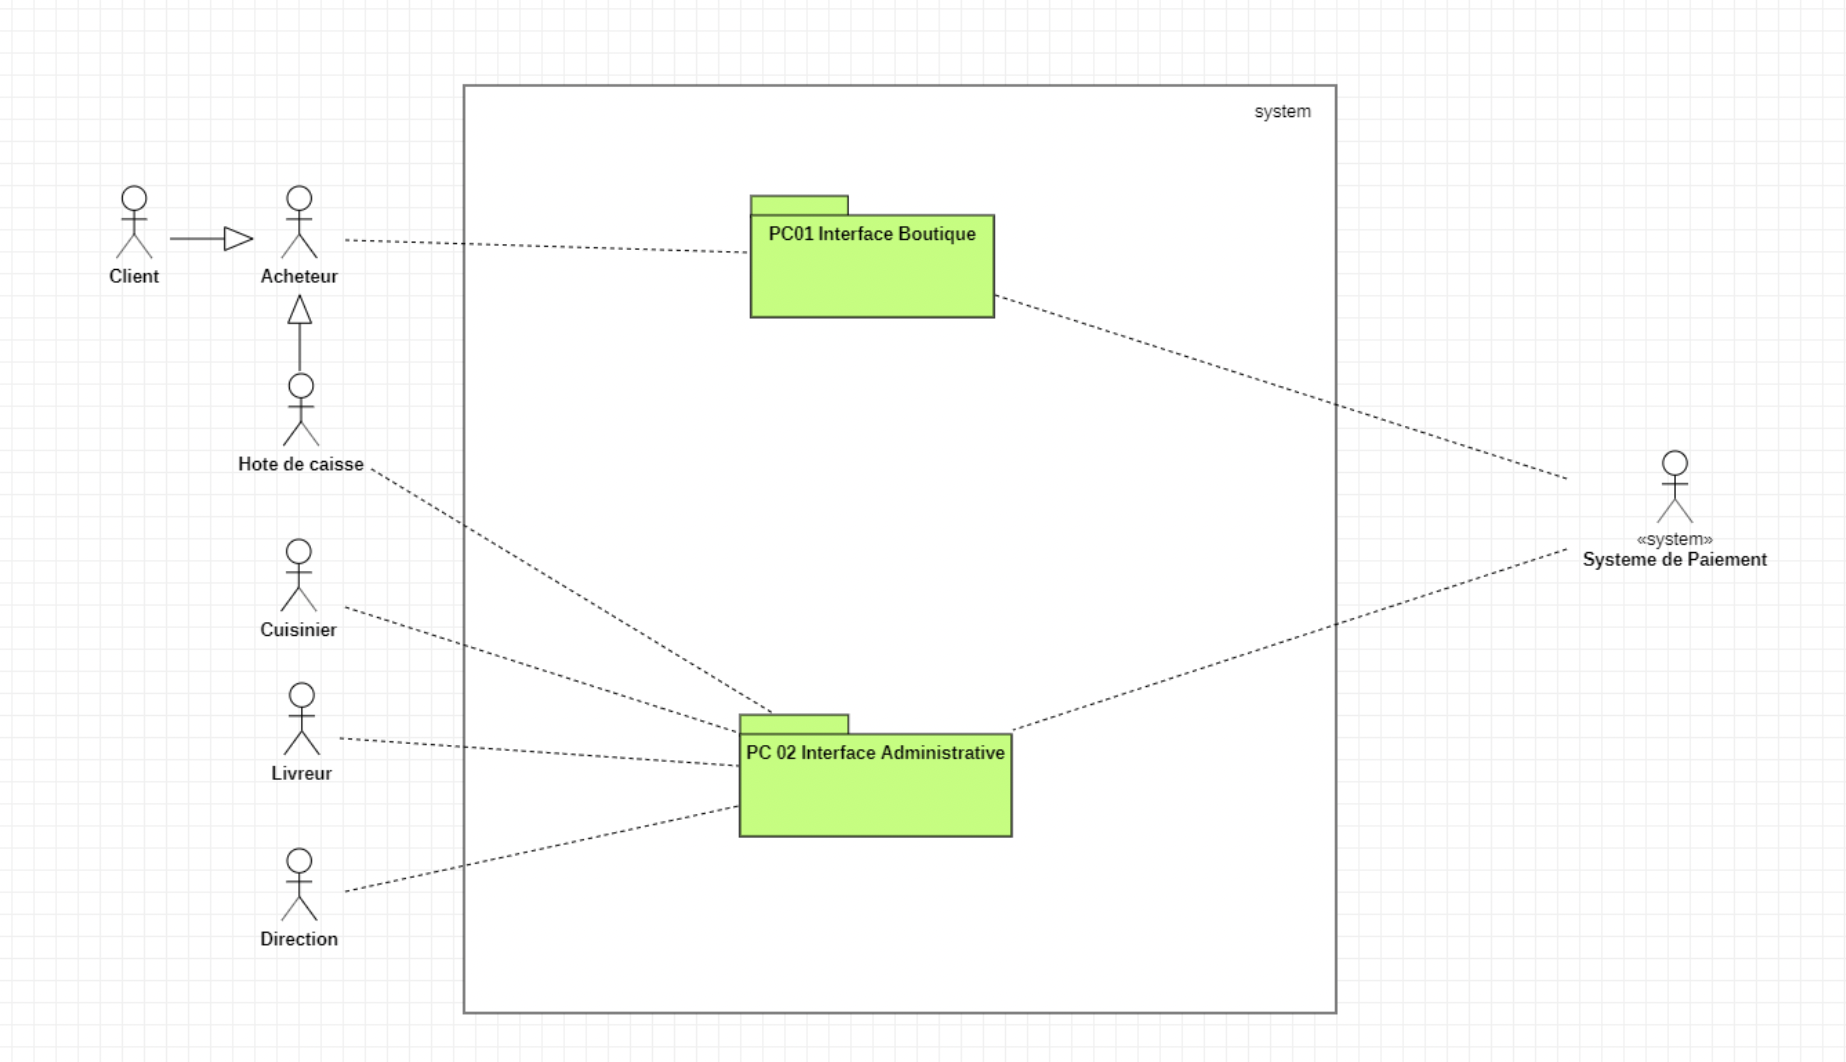 system
Client
Acheteur
PC01 Interface Boutique
Hote de caisse
«system»
Systeme de Paiement
Cuisinier
Livreur
PC 02 Interface Administrative
Direction